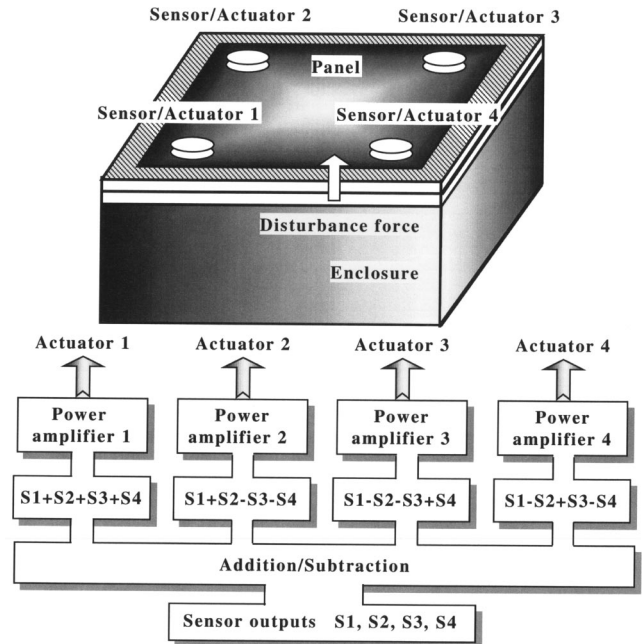 Sensor/Actuator 2
Sensor/Actuator 3
Panel
Sensor/Actuator 1
Sensor/Actuator 4
Disturbance force
Enclosure
Actuator 1
Actuator 2
Actuator 3
Actuator 4
Power
amplifier 1
Power
amplifier 2
Power
amplifier 3
Power
amplifier 4
S1+S2+S3+S4
S1+S2-S3-S4
S1-S2-S3+S4
S1-S2+S3-S4
Addition/Subtraction
Sensor outputs S1, S2, S3, S4